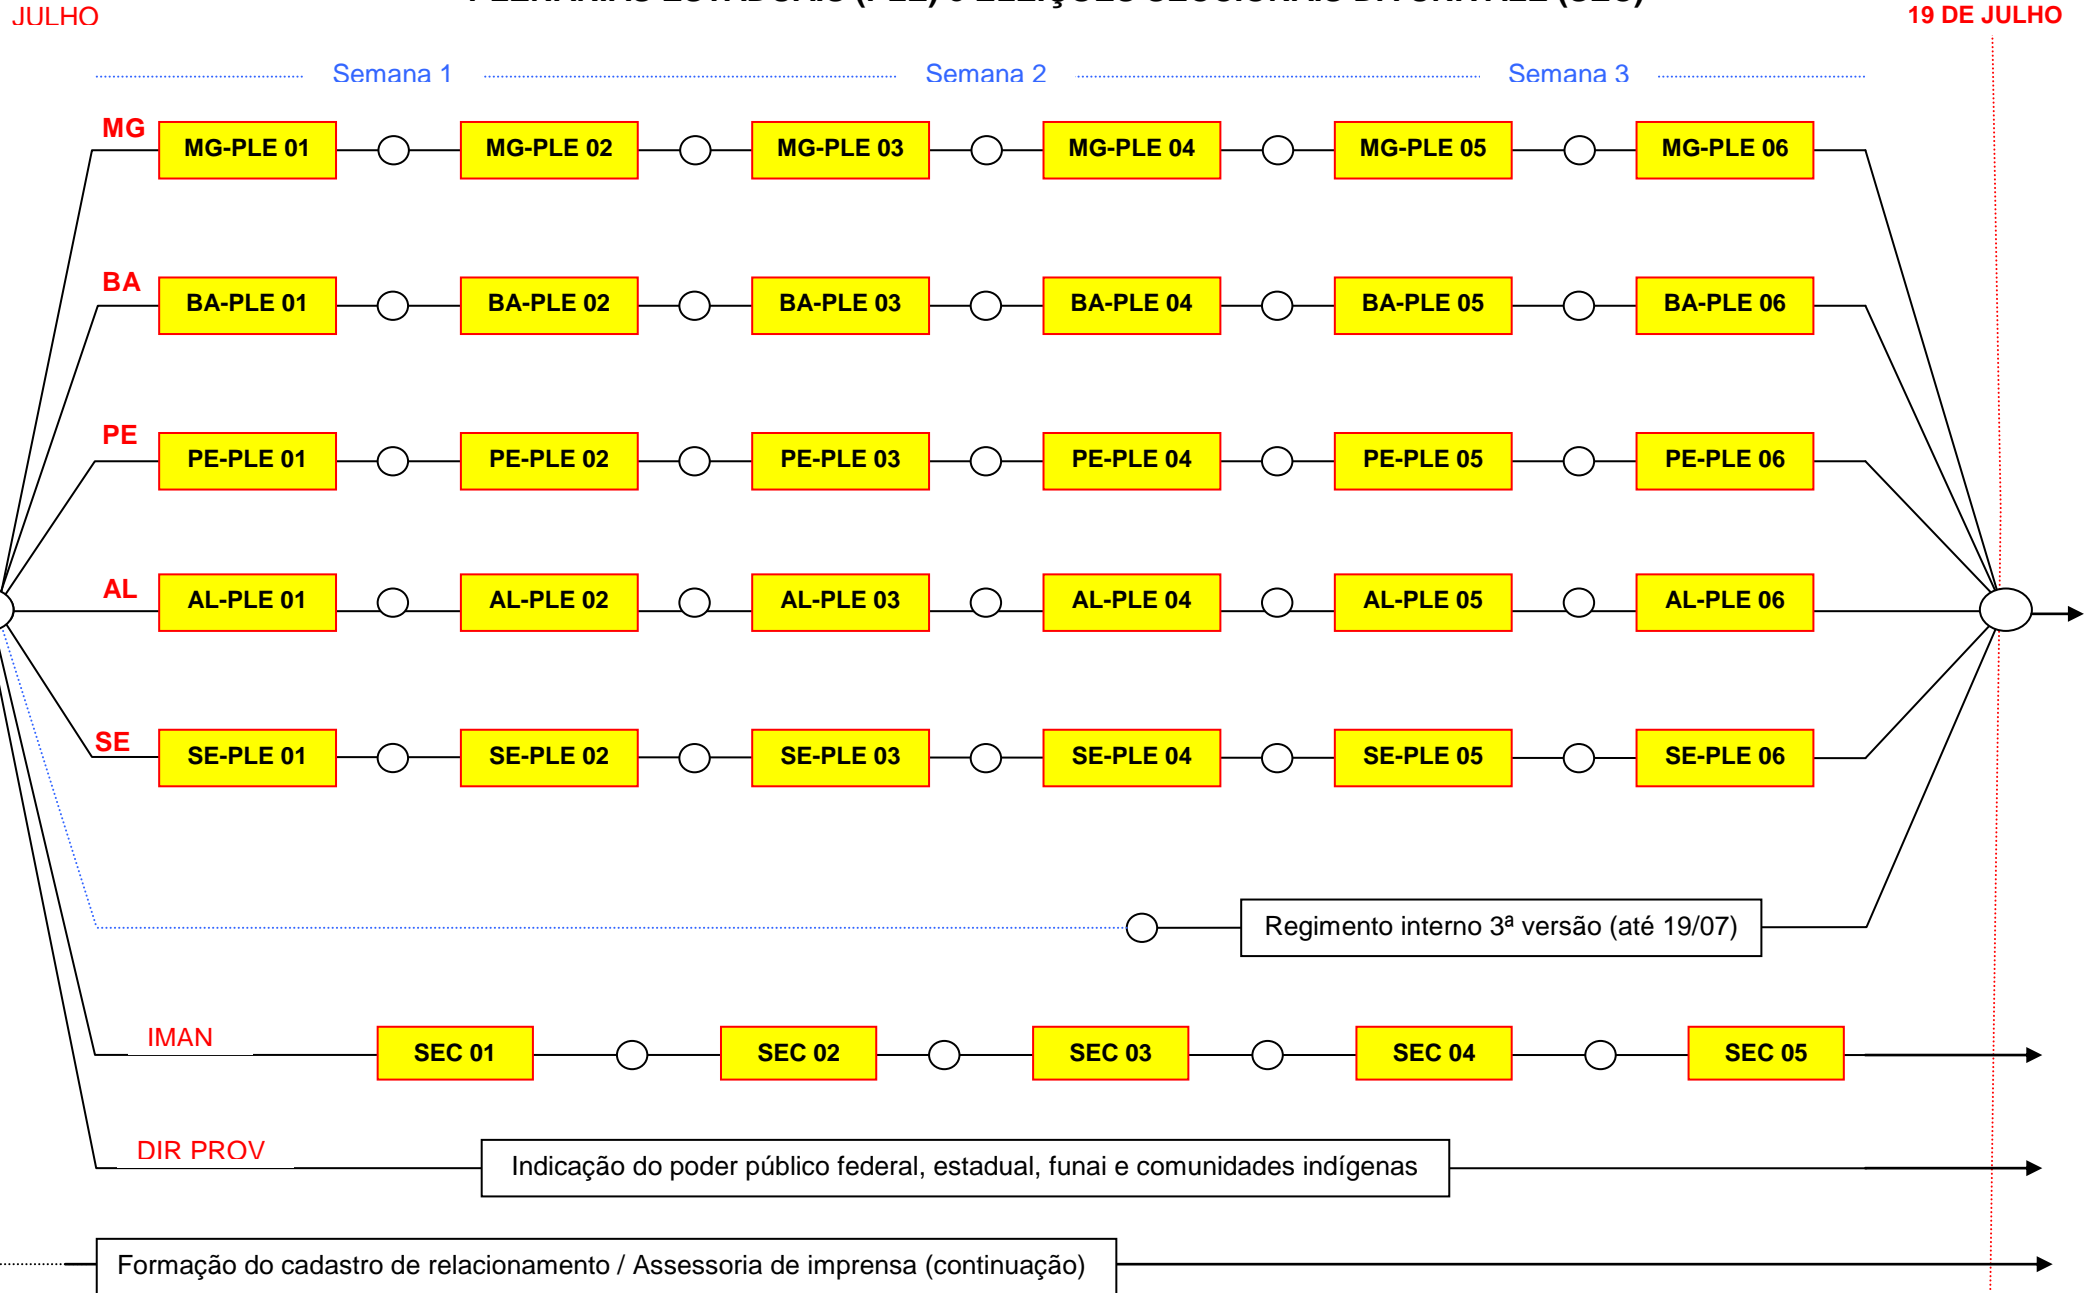 PLENÁRIAS ESTADUAIS (PLE) e ELEIÇÕES SECCIONAIS (SEC)
JULHO
19 DE JULHO
Semana 1 Semana 2 Semana 3
MG
MG-PLE 01 MG-PLE 02 MG-PLE 03 MG-PLE 04 MG-PLE 05 MG-PLE 06
BA
BA-PLE 01 BA-PLE 02 BA-PLE 03 BA-PLE 04 BA-PLE 05 BA-PLE 06
PE
PE-PLE 01 PE-PLE 02 PE-PLE 03 PE-PLE 04 PE-PLE 05 PE-PLE 06
AL
AL-PLE 01 AL-PLE 02 AL-PLE 03 AL-PLE 04 AL-PLE 05 AL-PLE 06
SE
SE-PLE 01 SE-PLE 02 SE-PLE 03 SE-PLE 04 SE-PLE 05 SE-PLE 06
Regimento interno 3ª versão (até 19/07)
IMAN
SEC 01 SEC 02 SEC 03 SEC 04 SEC 05
DIR PROV
Indicação do poder público federal, estadual, funai e comunidades indígenas
Formação do cadastro de relacionamento / Assessoria de imprensa (continuação)